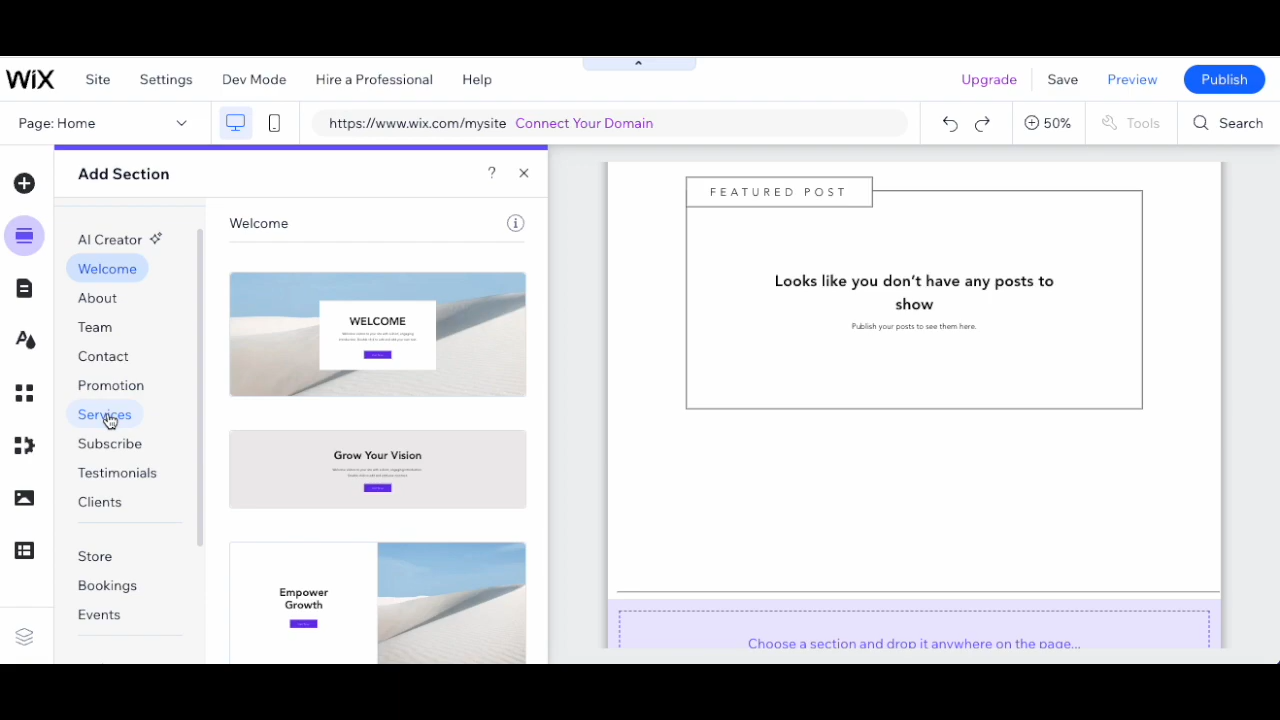 WiX Site Settings Dev Mode Hire a Professional Help Upgrade Save Preview Publish
Page: Home https://www.wix.com/mysite Connect Your Domain 50% Tools Search
Add Section ?
AI Creator
Welcome
About
Team
Contact
Promotion
Services
Subscribe
Testimonials
Clients
Store
Bookings
Events
Welcome
WELCOME
Grow Your Vision
Empower
Growth
FEATURED POST
Looks like you don't have any posts to
show
Publish your posts to see them here.
Choose a section and drop it anywhere on the page...